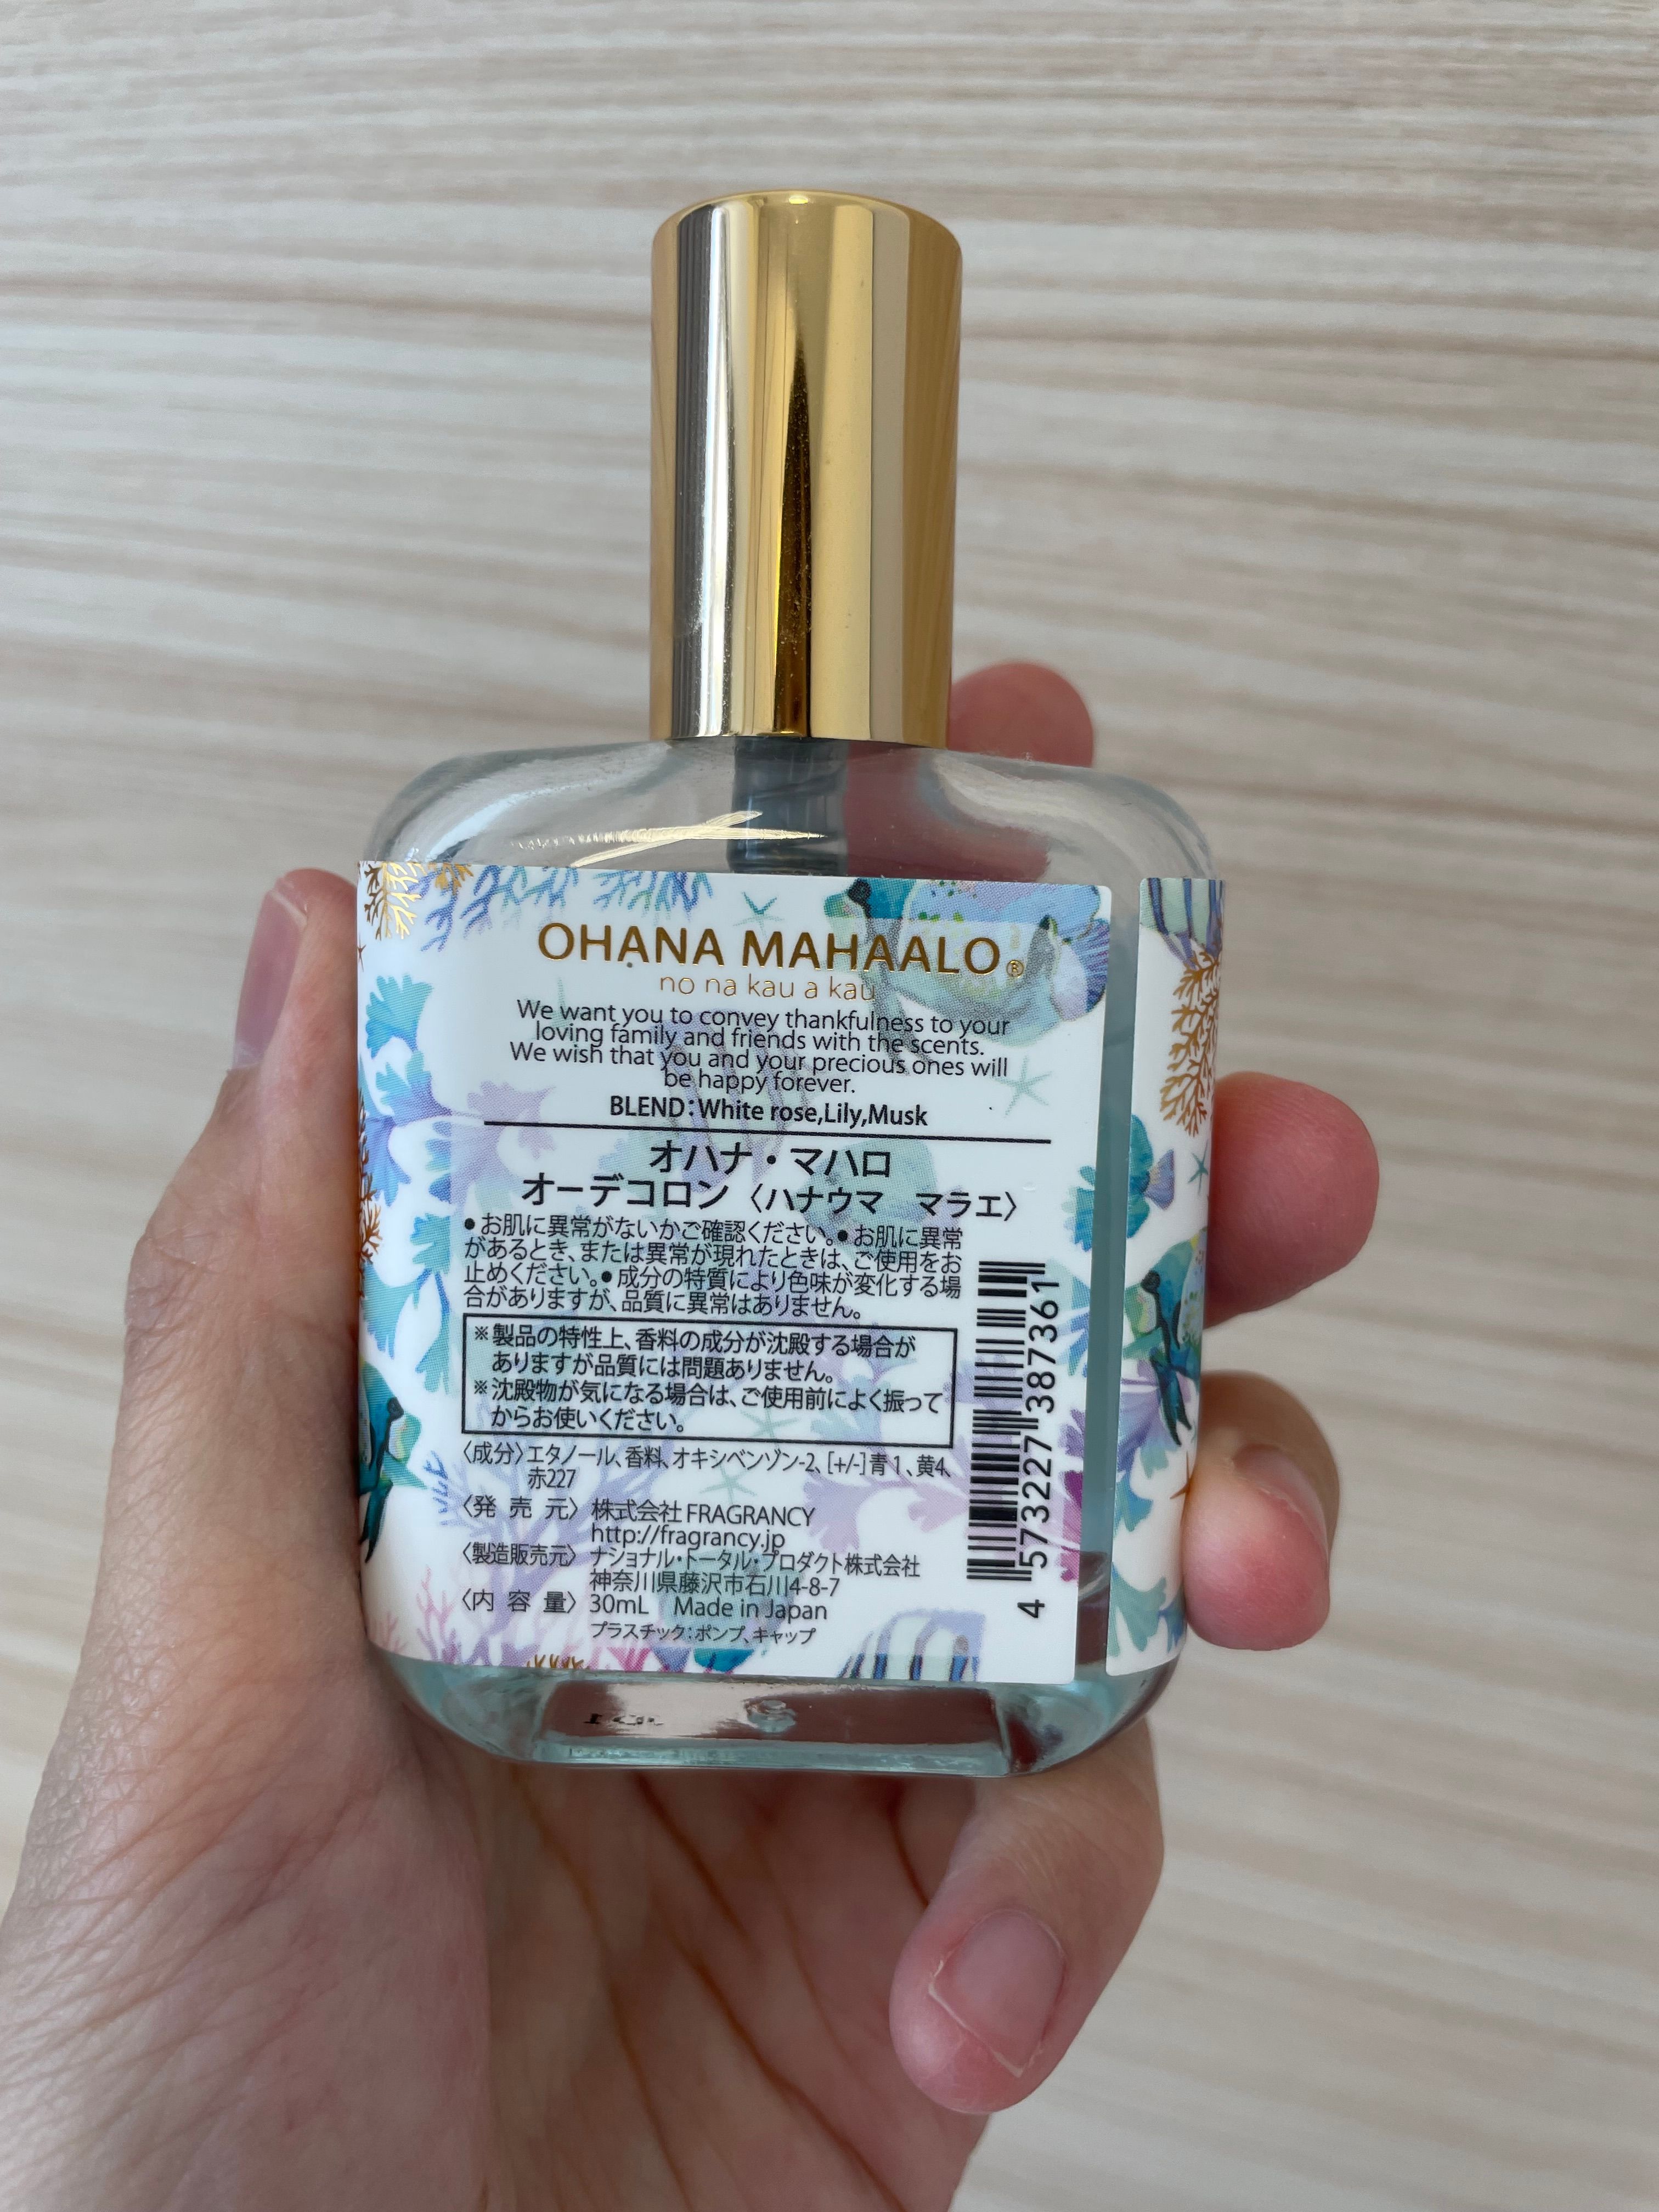 OHANA MAHAALO®
no na kau a kau
We want you to convey thankfulness to your
loving family and friends with the scents.
We wish that you and your precious ones will
be happy forever.
BLEND:White rose,Lily,Musk
オハナ・マハロ
オーデコロン〈ハナウマ　マラエ〉
●お肌に異常がないかご確認ください。●お肌に異常
があるとき、または異常が現れたときは、ご使用をお
止めください。●成分の特質により色味が変化する場
合がありますが、品質に異常はありません。
※製品の特性上、香料の成分が沈殿する場合が
ありますが品質には問題ありません。
※沈殿物が気になる場合は、ご使用前によく振って
からお使いください。
〈成分〉エタノール、香料、オキシベンゾン-2、[+/-]青1、黄4、
赤227
〈発売元〉株式会社 FRAGRANCY
http://fragrancy.jp
〈製造販売元〉ナショナル・トータル・プロダクト株式会社
神奈川県藤沢市石川4-8-7
〈内容量〉30mL　Made in Japan
プラスチック:ポンプ、キャップ
4 573227 387361